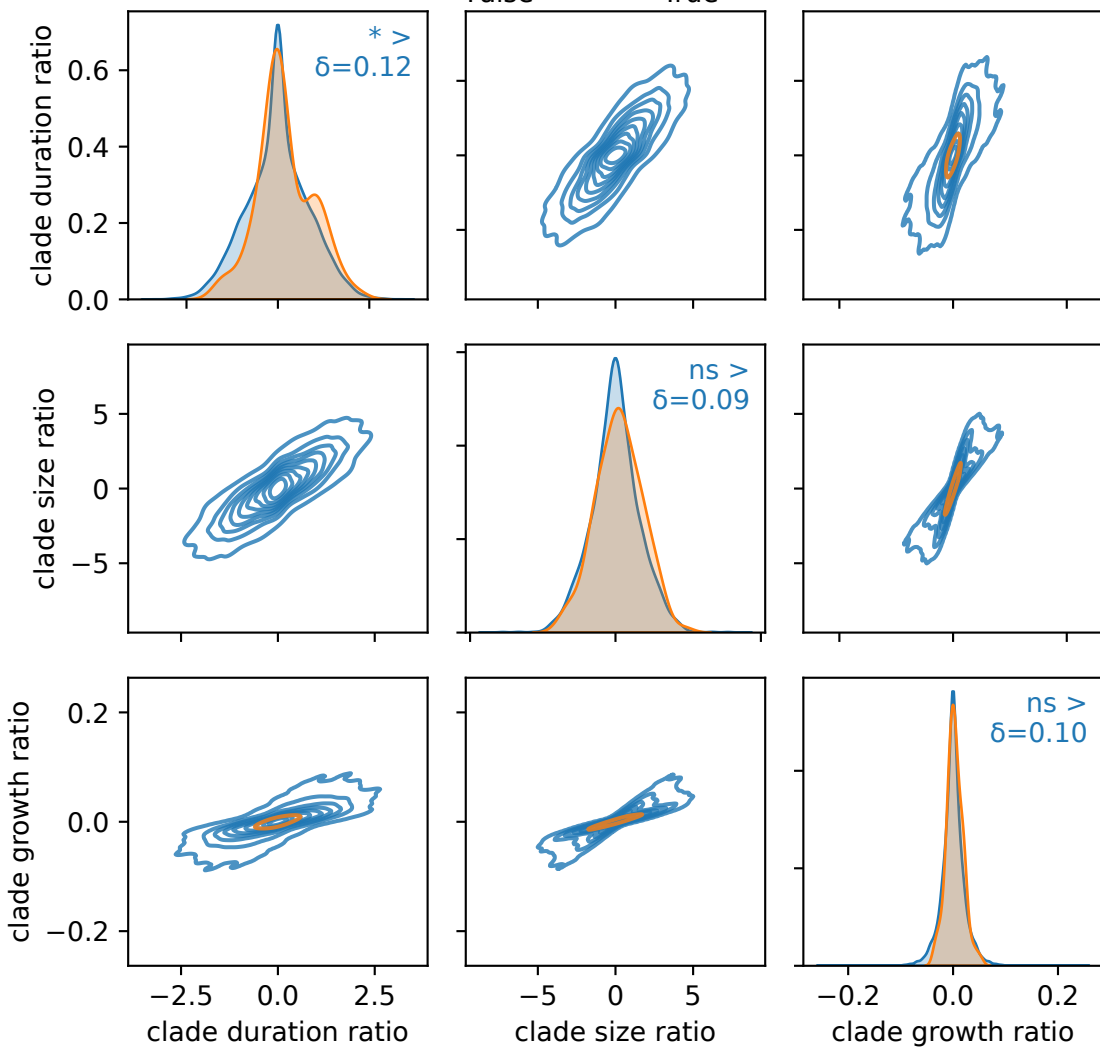 True
* >
δ=0.12
clade duration ratio
0.6
0.4
0.2
0.0
ns >
δ=0.09
clade size ratio
5
0
−5
ns >
δ=0.10
clade growth ratio
0.2
0.0
−0.2
−2.5 0.0 2.5
−5 0 5
−0.2 0.0 0.2
clade duration ratio
clade size ratio
clade growth ratio